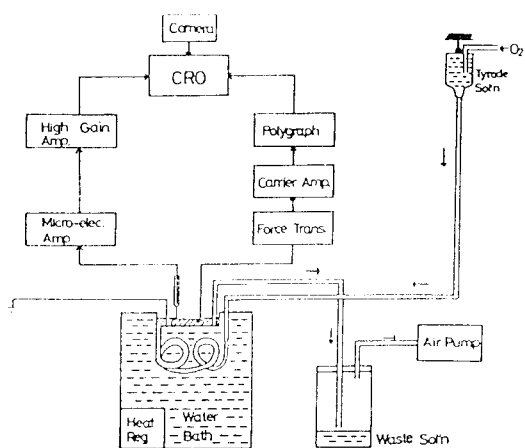 Camera
CRO
O₂
Tyrode
Soln
High Gain
Amp.
Polygraph
Carrier Amp.
Micro-elec.
Amp.
Force Trans.
Air Pump
Heat
Reg
Water
Bath
Waste Soln